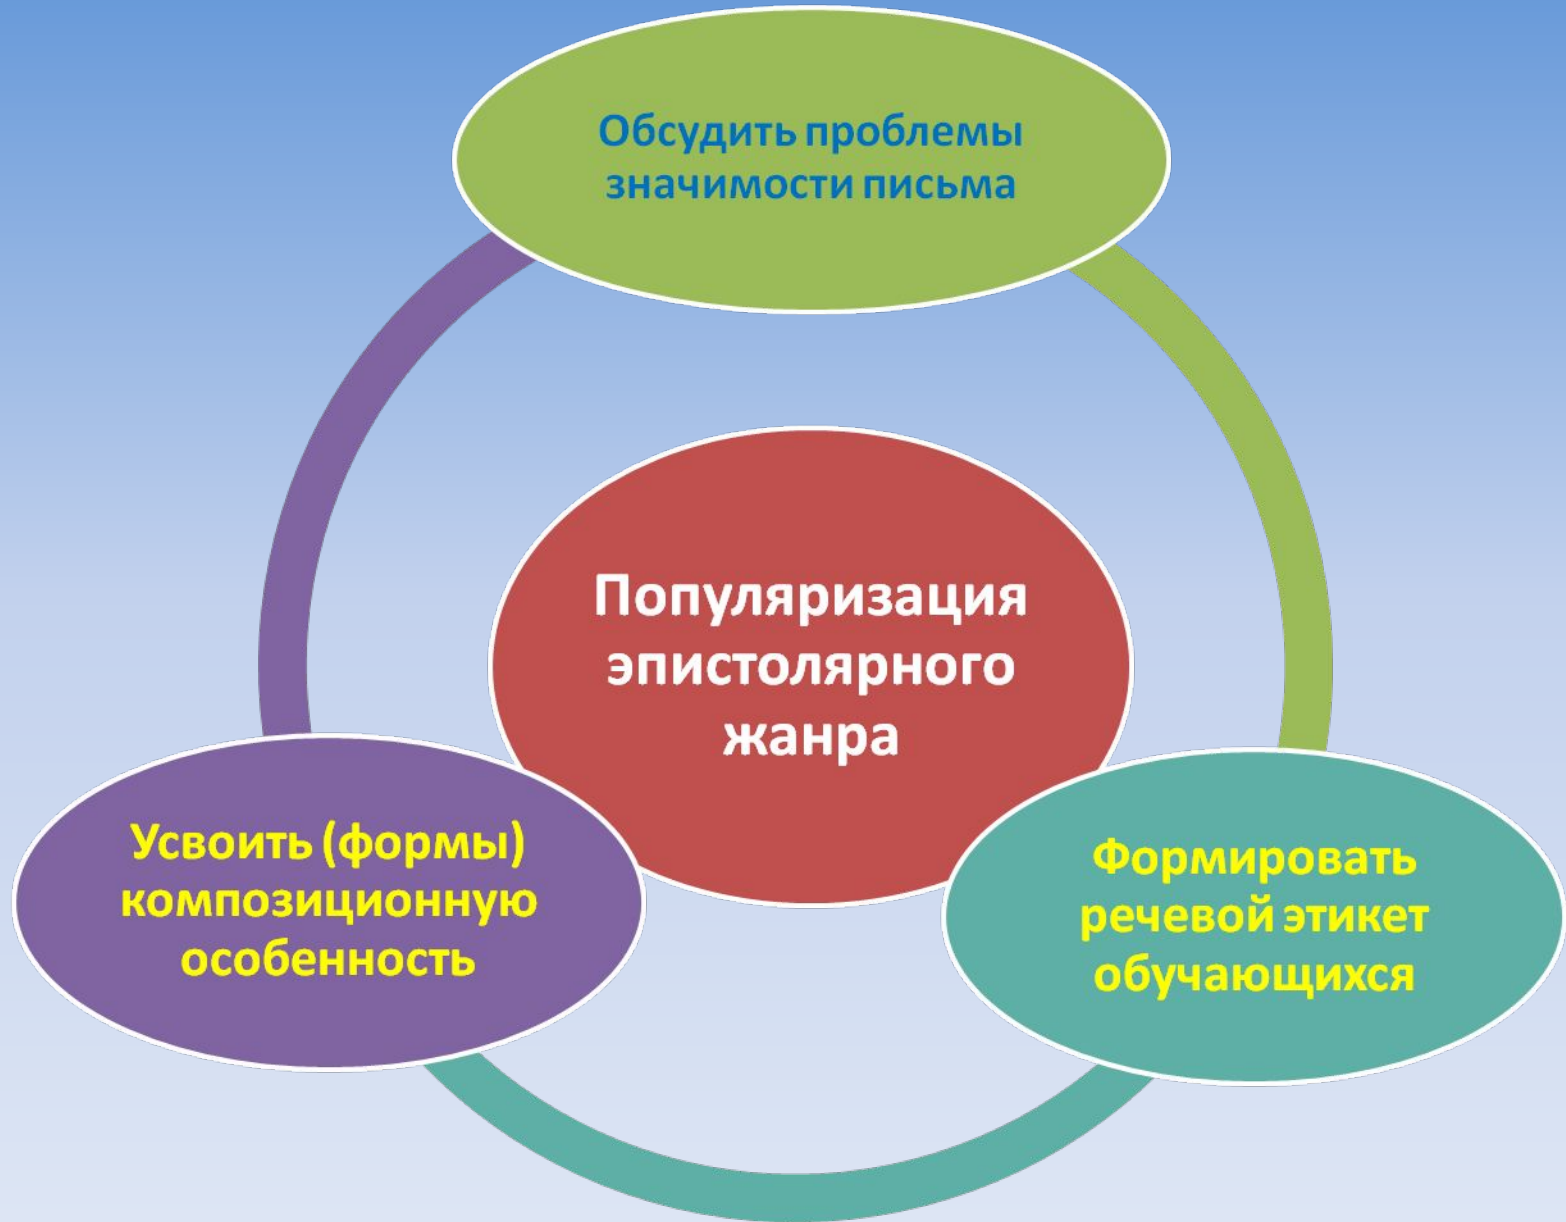 Обсудить проблемы
значимости письма
Популяризация
эпистолярного
жанра
Усвоить (формы)
композиционную
особенность
Формировать
речевой этикет
обучающихся